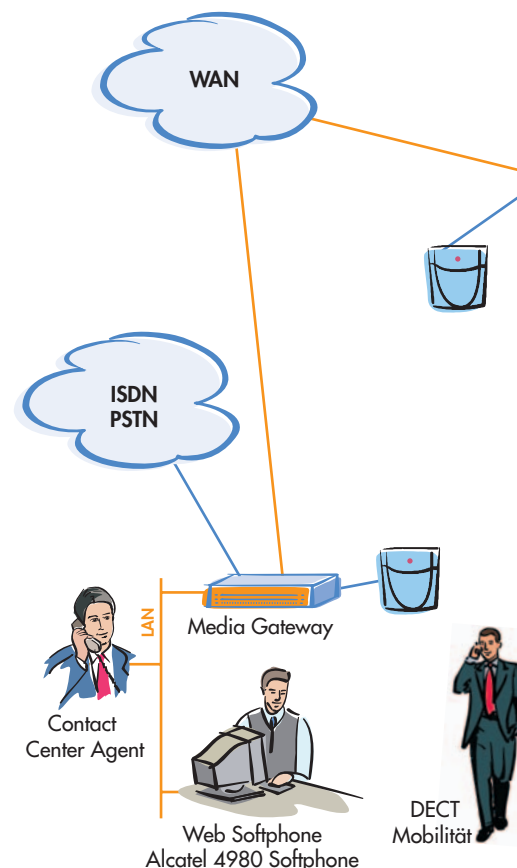 WAN
ISDN
PSTN
LAN
Media Gateway
Contact
Center Agent
DECT
Mobilität
Web Softphone
Alcatel 4980 Softphone